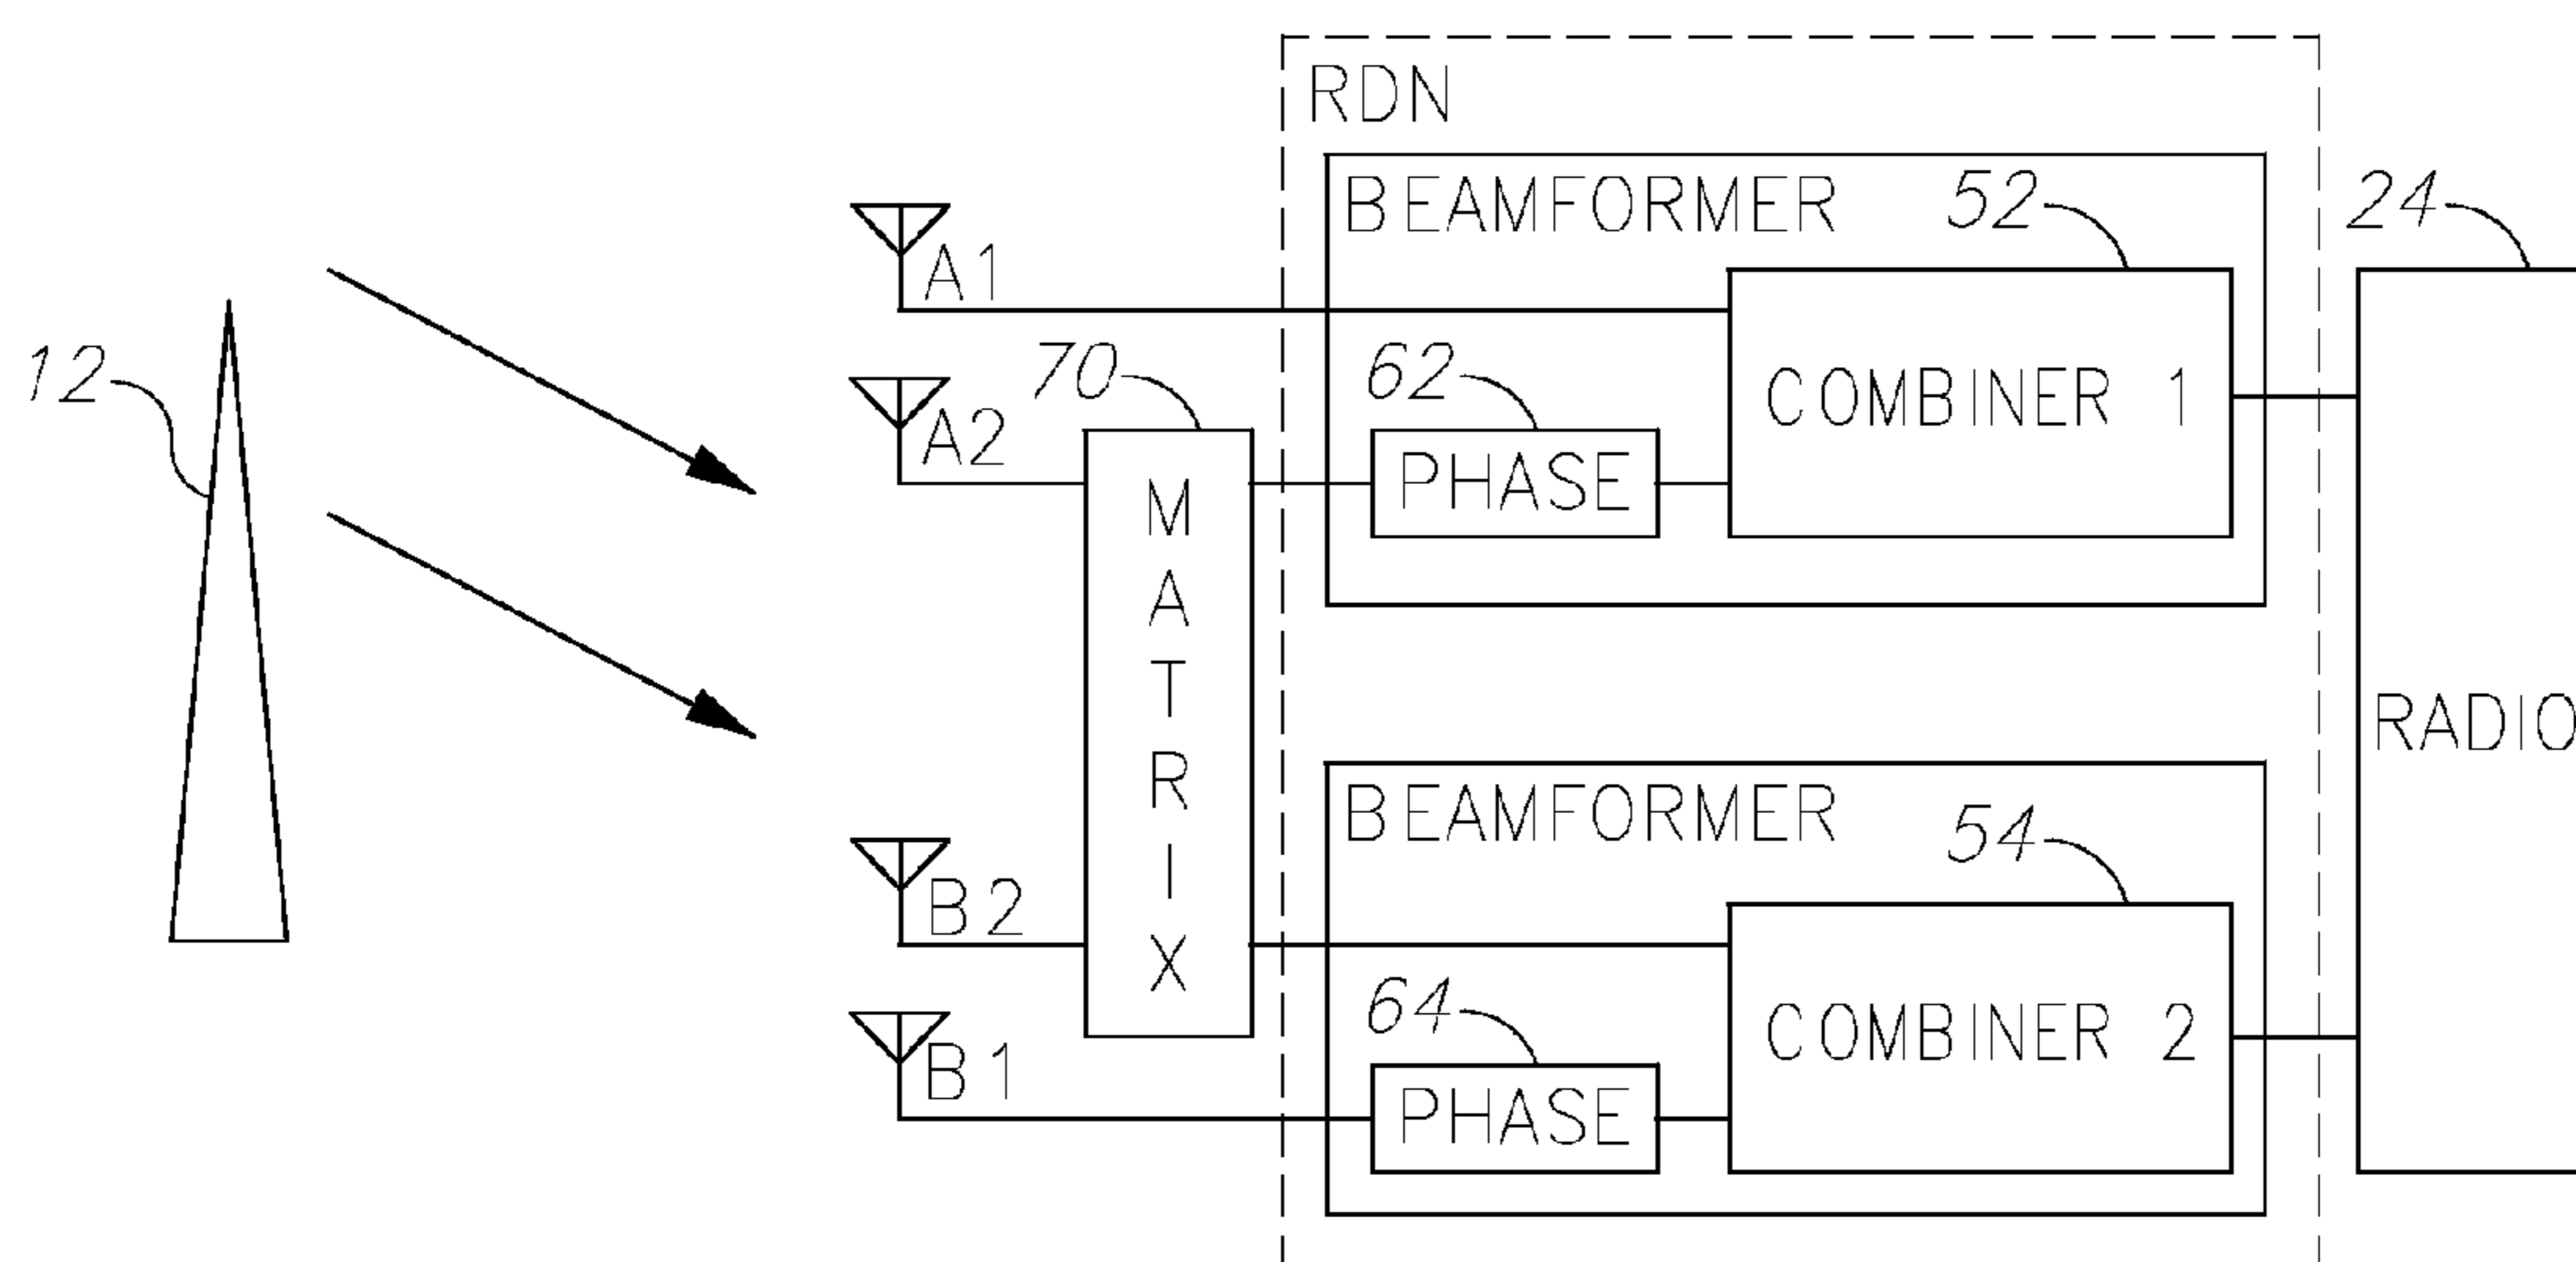 RDN
BEAMFORMER
52
24
A1
12
70
62
COMBINER 1
A2
PHASE
MATRIX
RADIO
BEAMFORMER
54
B2
64
COMBINER 2
B1
PHASE